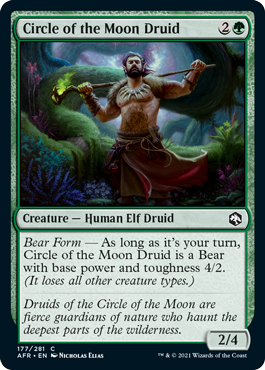 Circle of the Moon Druid 2
Creature — Human Elf Druid
Bear Form — As long as it's your turn,
Circle of the Moon Druid is a Bear
with base power and toughness 4/2.
(It loses all other creature types.)
Druids of the Circle of the Moon are
fierce guardians of nature who haunt the
deepest parts of the wilderness.
2/4
177/281 C
AFR • EN Nicholas Elias
™ & © 2021 Wizards of the Coast